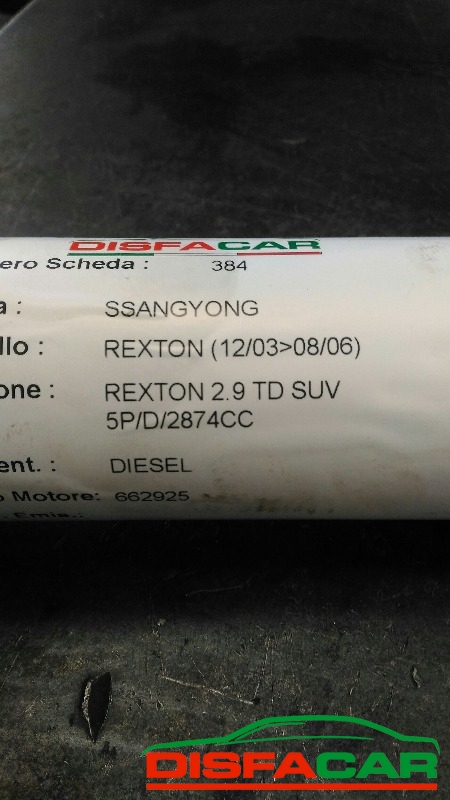 DISFACAR
ero Scheda : 384
a : SSANGYONG
llo : REXTON (12/03>08/06)
one : REXTON 2.9 TD SUV
5P/D/2874CC
ent. : DIESEL
o Motore: 662925
Emis.:
DISFACAR